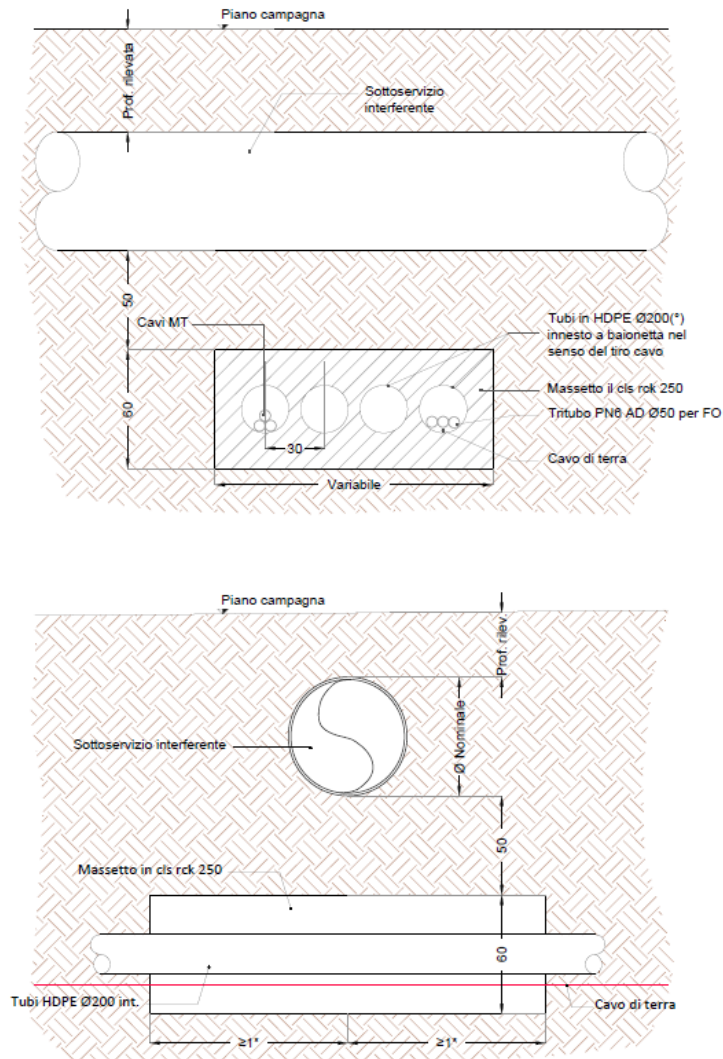 Piano campagna
Prof. rilevata
Sottoservizio
interferente
50
Cavi MT
Tubi in HDPE Ø200(*)
innesto a baionetta nel
senso del tiro cavo
60
Massetto il cls rck 250
Tritubo PN6 AD Ø50 per FO
30
Cavo di terra
Variabile
Piano campagna
Prof. rilev.
Sottoservizio interferente
Ø Nominale
50
Massetto in cls rck 250
60
Tubi HDPE Ø200 int.
Cavo di terra
≥1*
≥1*